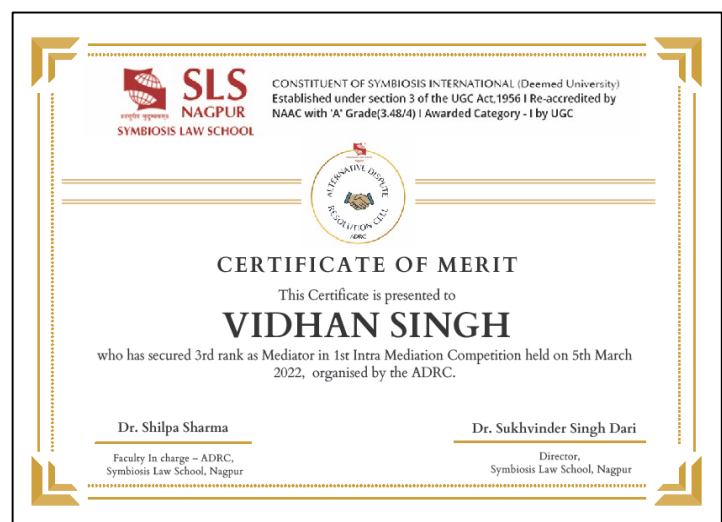 SLS
NAGPUR
SYMBIOSIS LAW SCHOOL
CONSTITUENT OF SYMBIOSIS INTERNATIONAL (Deemed University)
Established under section 3 of the UGC Act,1956 I Re-accredited by
NAAC with 'A' Grade(3.48/4) I Awarded Category - I by UGC
ALTERNATIVE DISPUTE
RESOLUTION CELL
ADRC
CERTIFICATE OF MERIT
This Certificate is presented to
VIDHAN SINGH
who has secured 3rd rank as Mediator in 1st Intra Mediation Competition held on 5th March
2022, organised by the ADRC.
Dr. Shilpa Sharma
Faculty In charge – ADRC,
Symbiosis Law School, Nagpur
Dr. Sukhvinder Singh Dari
Director,
Symbiosis Law School, Nagpur